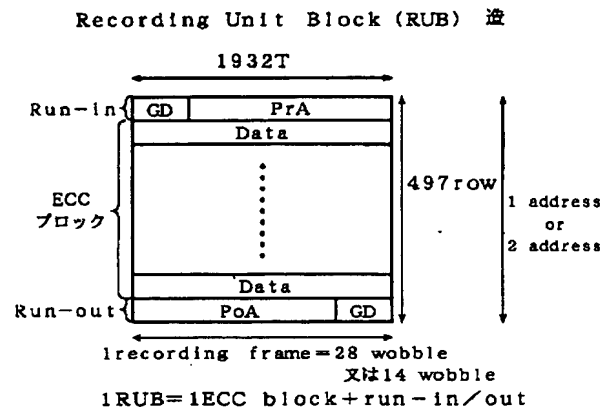 Recording Unit Block (RUB) 造
1932T
Run-in
GD
PrA
Data
ECC
ブロック
497row
1 address
or
2 address
Data
Run-out
PoA
GD
1recording frame=28 wobble
又は14 wobble
1RUB=1ECC block+run-in/out